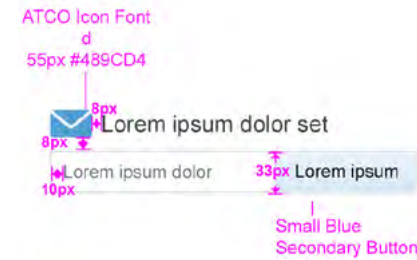 ATCO Icon Font
d
55px #489CD4
8px
Lorem ipsum dolor set
8px
Lorem ipsum dolor
33px
Lorem ipsum
10px
Small Blue
Secondary Button